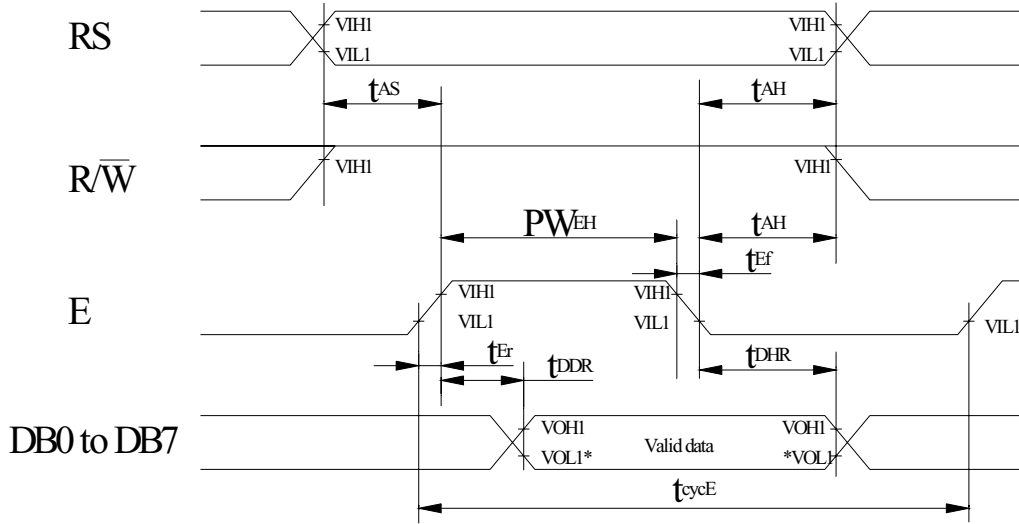 RS
VIH1
VIL1
VIH1
VIL1
tAS
tAH
R/W̅
VIH1
VIH1
PWEH
tAH
tEf
E
VIH1
VIL1
VIH1
VIL1
VIL1
tEr
tDDR
tDHR
DB0 to DB7
VOH1
VOL1*
Valid data
VOH1
*VOL1
tcycE